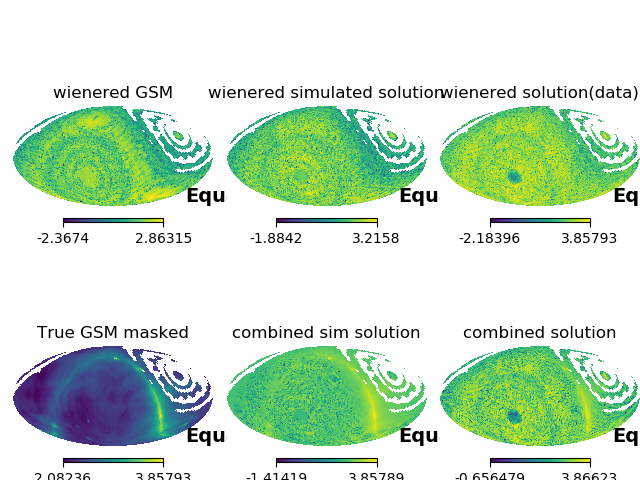 wienered GSM
wienered simulated solution
wienered solution(data)
Equ
Equ
Eq
-2.3674 2.86315
-1.8842 3.2158
-2.18396 3.85793
True GSM masked
combined sim solution
combined solution
Equ
Equ
Eq
2.08236 3.85793
-1.41419 3.85789
-0.656479 3.86623